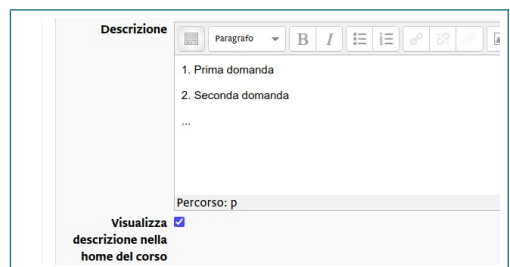 Descrizione
Paragrafo
B I
1. Prima domanda
2. Seconda domanda
...
Percorso: p
Visualizza
descrizione nella
home del corso